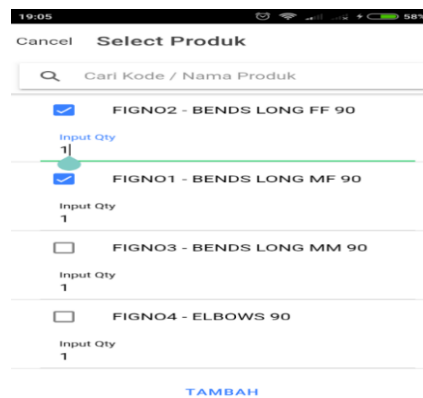 19:05 58%
Cancel Select Produk
Cari Kode / Nama Produk
FIGNO2 - BENDS LONG FF 90
Input Qty
1
FIGNO1 - BENDS LONG MF 90
Input Qty
1
FIGNO3 - BENDS LONG MM 90
Input Qty
1
FIGNO4 - ELBOWS 90
Input Qty
1
TAMBAH